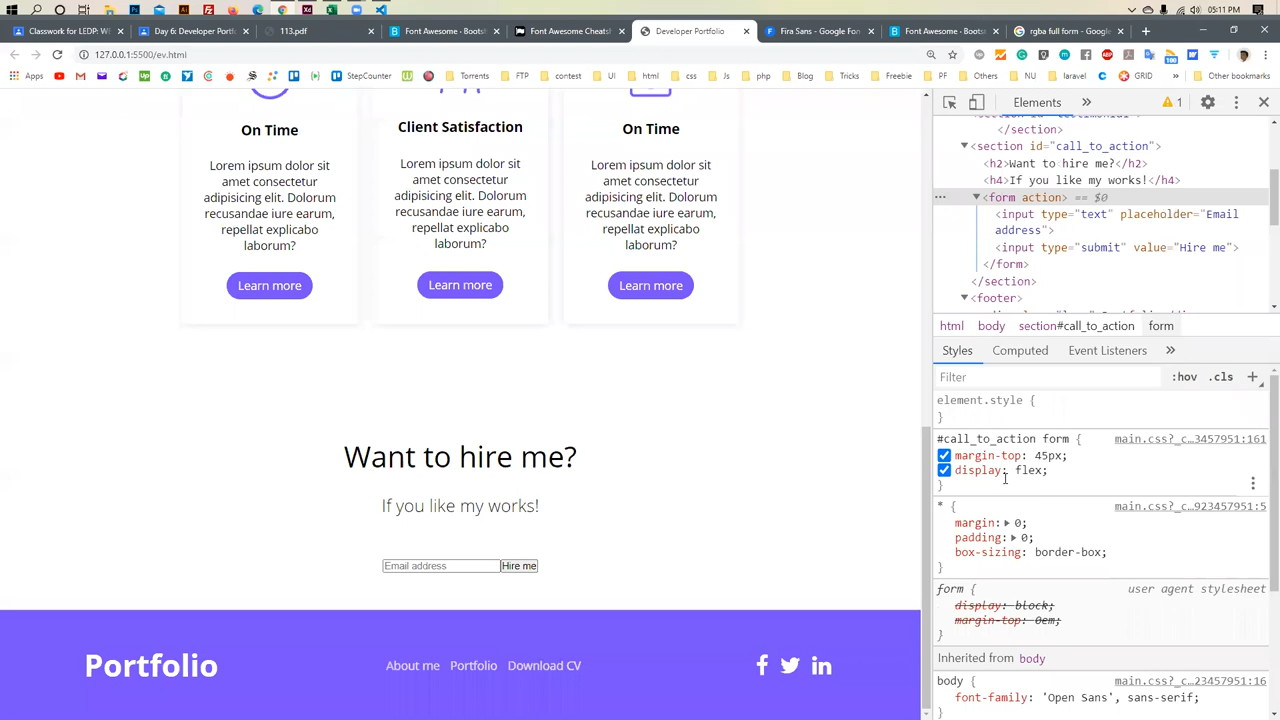 05:11 PM
Classwork for LEDP: WE
Day 6: Developer Portf
113.pdf
Font Awesome - Bootst
Font Awesome Cheatsh
Developer Portfolio
Fira Sans - Google Fon
Font Awesome - Bootst
rgba full form - Google
127.0.0.1:5500/ev.html
Apps
StepCounter
Torrents
FTP
contest
UI
html
css
Js
php
Blog
Tricks
Freebie
PF
Others
NU
laravel
GRID
Other bookmarks
On Time
Client Satisfaction
On Time
Lorem ipsum dolor sit
amet consectetur
adipisicing elit. Dolorum
recusandae iure earum,
repellat explicabo
laborum?
Lorem ipsum dolor sit
amet consectetur
adipisicing elit. Dolorum
recusandae iure earum,
repellat explicabo
laborum?
Lorem ipsum dolor sit
amet consectetur
adipisicing elit. Dolorum
recusandae iure earum,
repellat explicabo
laborum?
Learn more
Learn more
Learn more
Want to hire me?
If you like my works!
Email address
Hire me
Portfolio
About me
Portfolio
Download CV
Elements
1
</section>
<section id="call_to_action">
<h2>Want to hire me?</h2>
<h4>If you like my works!</h4>
<form action> == $0
<input type="text" placeholder="Email
address">
<input type="submit" value="Hire me">
</form>
</section>
<footer>
html body section#call_to_action form
Styles Computed Event Listeners
Filter
:hov .cls
element.style {
}
#call_to_action form {
main.css?_c…3457951:161
margin-top: 45px;
display: flex;
}
* {
main.css?_c…923457951:5
margin: 0;
padding: 0;
box-sizing: border-box;
}
form {
user agent stylesheet
display: block;
margin-top: 0em;
}
Inherited from body
body {
main.css?_c…23457951:16
font-family: 'Open Sans', sans-serif;
}